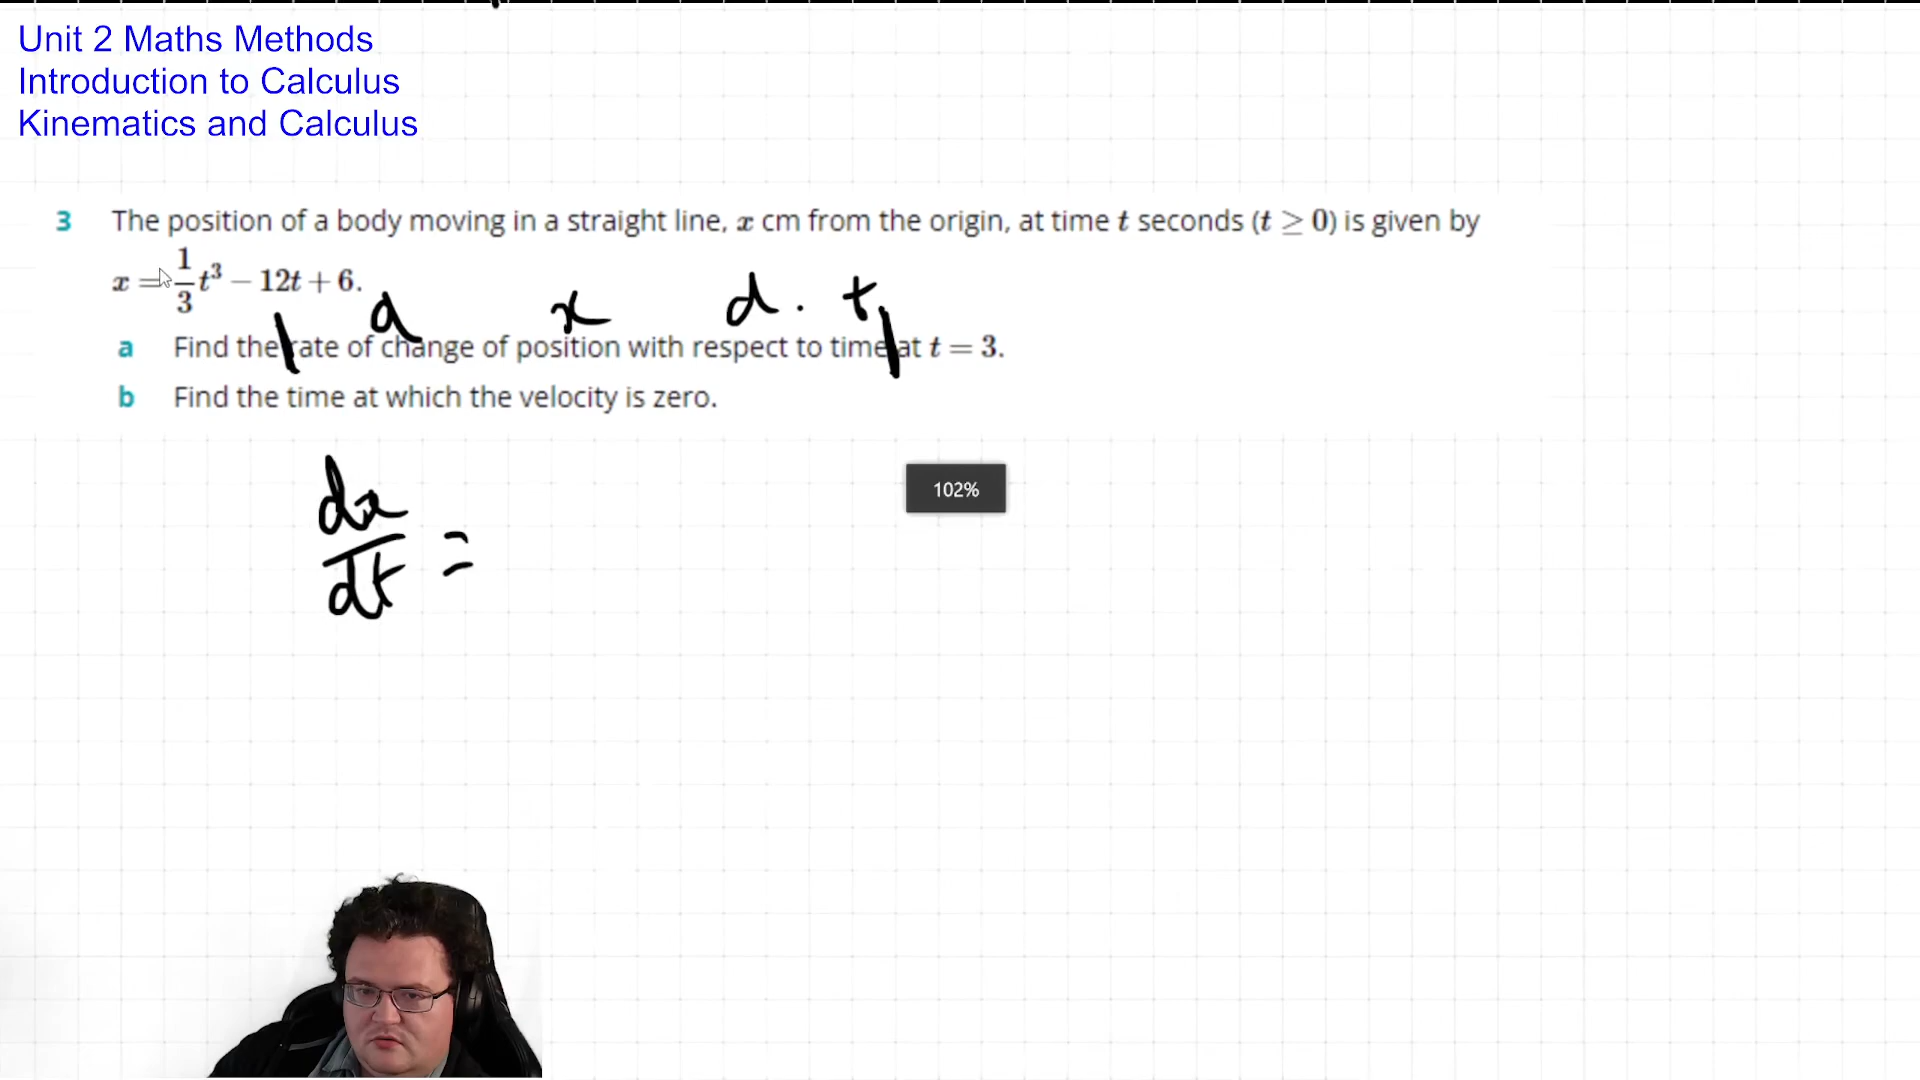 Unit 2 Maths Methods
Introduction to Calculus
Kinematics and Calculus
3 The position of a body moving in a straight line, x cm from the origin, at time t seconds (t ≥ 0) is given by
x = 1/3 t³ − 12t + 6.
d x d. t
a Find the rate of change of position with respect to time at t = 3.
b Find the time at which the velocity is zero.
dx/dt =
102%